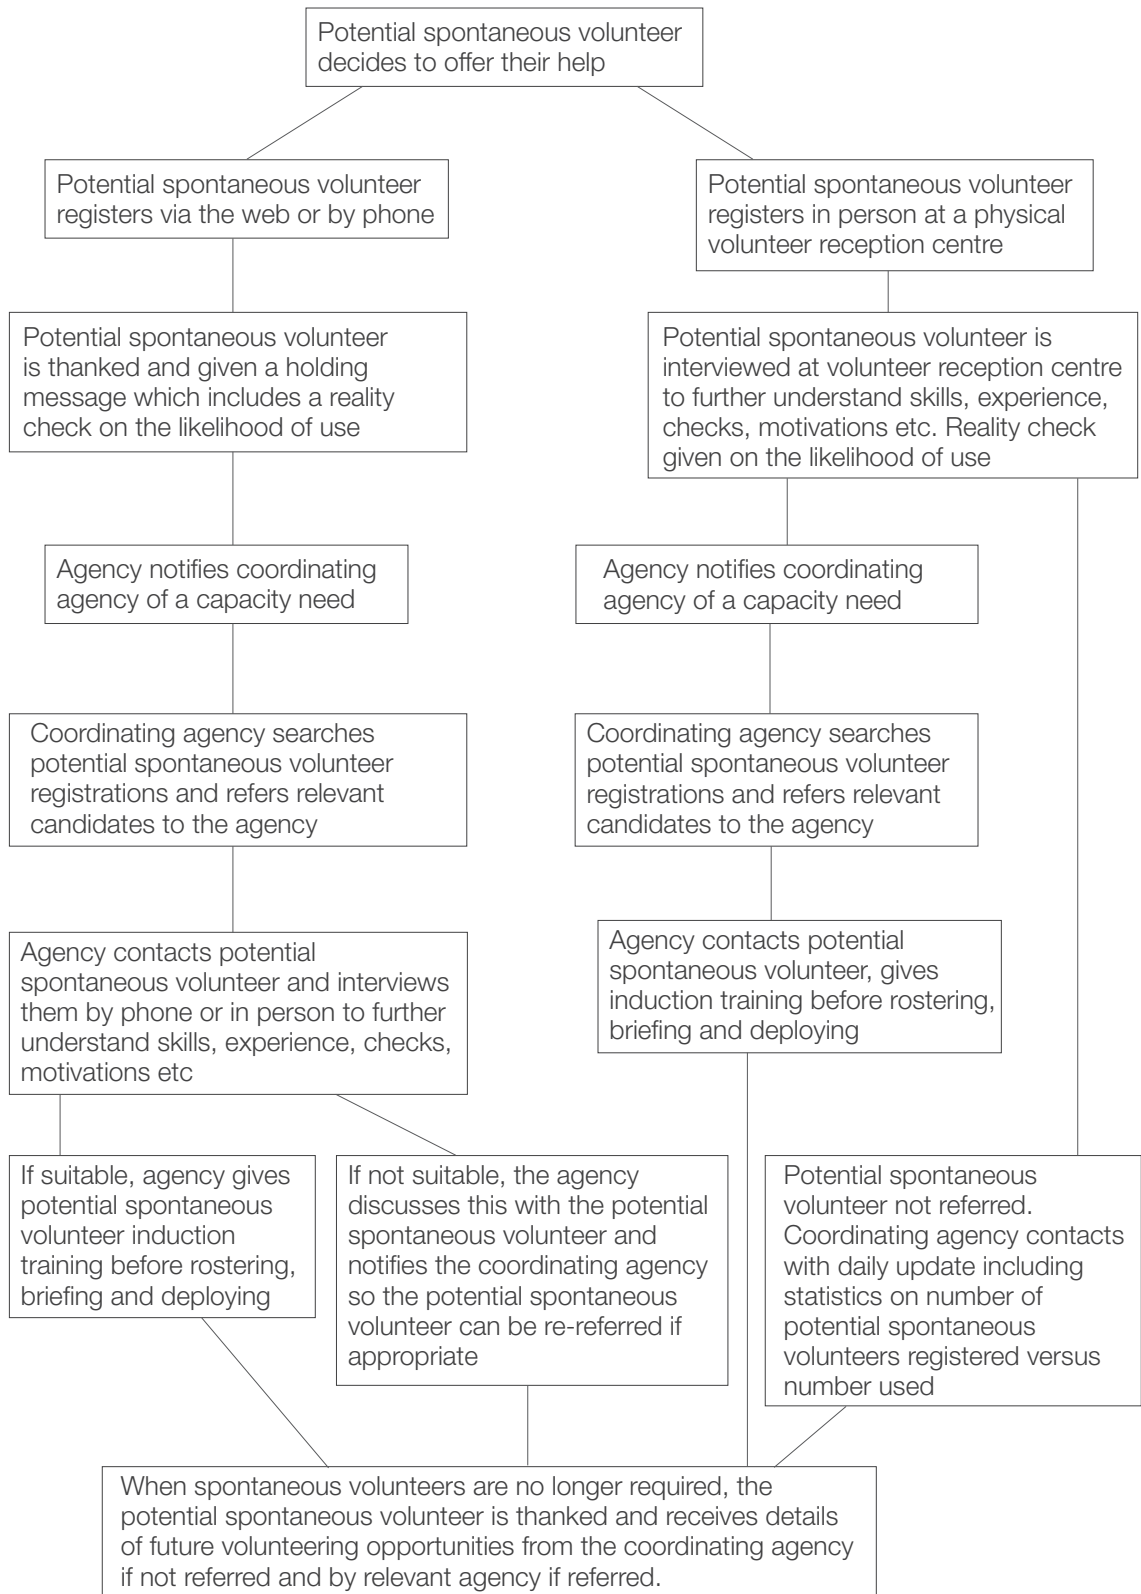 Potential spontaneous volunteer
decides to offer their help
Potential spontaneous volunteer
registers via the web or by phone
Potential spontaneous volunteer
registers in person at a physical
volunteer reception centre
Potential spontaneous volunteer
is thanked and given a holding
message which includes a reality
check on the likelihood of use
Potential spontaneous volunteer is
interviewed at volunteer reception centre
to further understand skills, experience,
checks, motivations etc. Reality check
given on the likelihood of use
Agency notifies coordinating
agency of a capacity need
Agency notifies coordinating
agency of a capacity need
Coordinating agency searches
potential spontaneous volunteer
registrations and refers relevant
candidates to the agency
Coordinating agency searches
potential spontaneous volunteer
registrations and refers relevant
candidates to the agency
Agency contacts potential
spontaneous volunteer and interviews
them by phone or in person to further
understand skills, experience, checks,
motivations etc
Agency contacts potential
spontaneous volunteer, gives
induction training before rostering,
briefing and deploying
If suitable, agency gives
potential spontaneous
volunteer induction
training before rostering,
briefing and deploying
If not suitable, the agency
discusses this with the potential
spontaneous volunteer and
notifies the coordinating agency
so the potential spontaneous
volunteer can be re-referred if
appropriate
Potential spontaneous
volunteer not referred.
Coordinating agency contacts
with daily update including
statistics on number of
potential spontaneous
volunteers registered versus
number used
When spontaneous volunteers are no longer required, the
potential spontaneous volunteer is thanked and receives details
of future volunteering opportunities from the coordinating agency
if not referred and by relevant agency if referred.